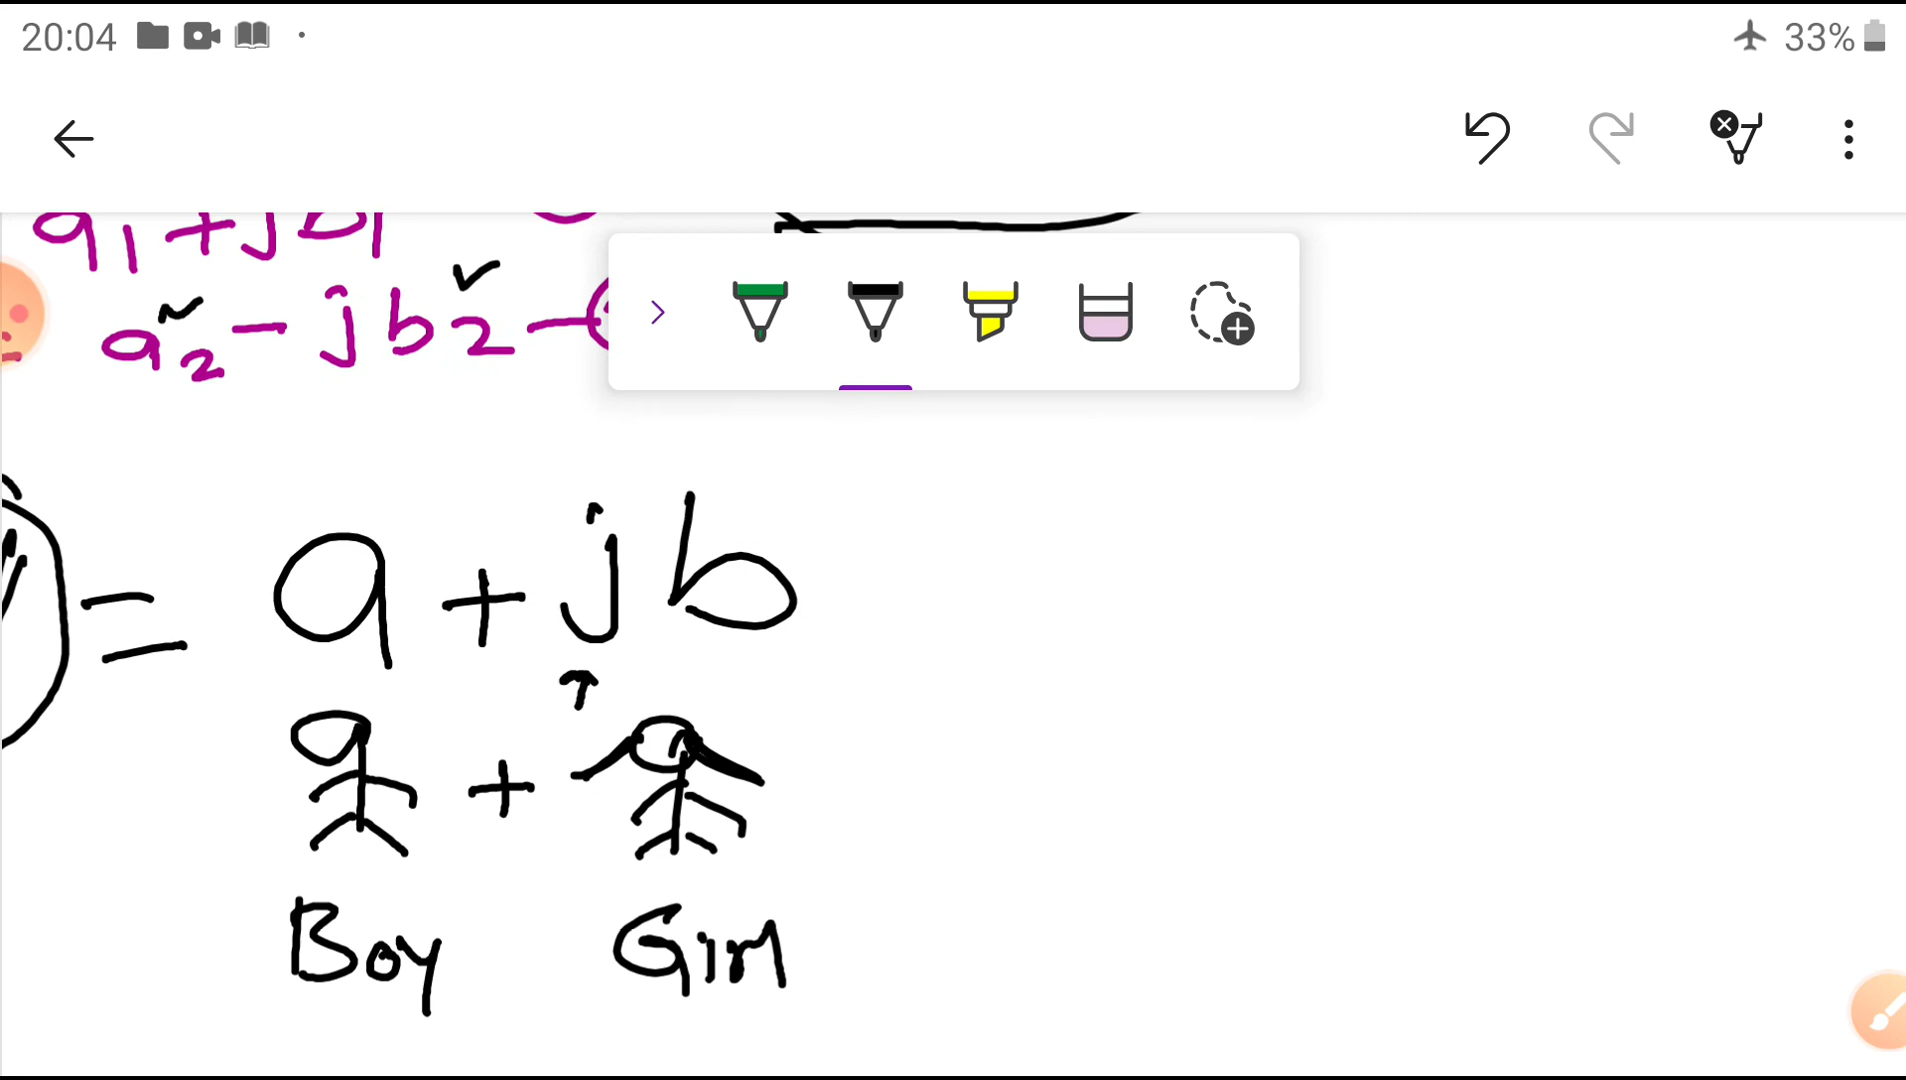 20:04 33%
a1+jb1
a2-jb2-
= a+jb
+
Boy Girl